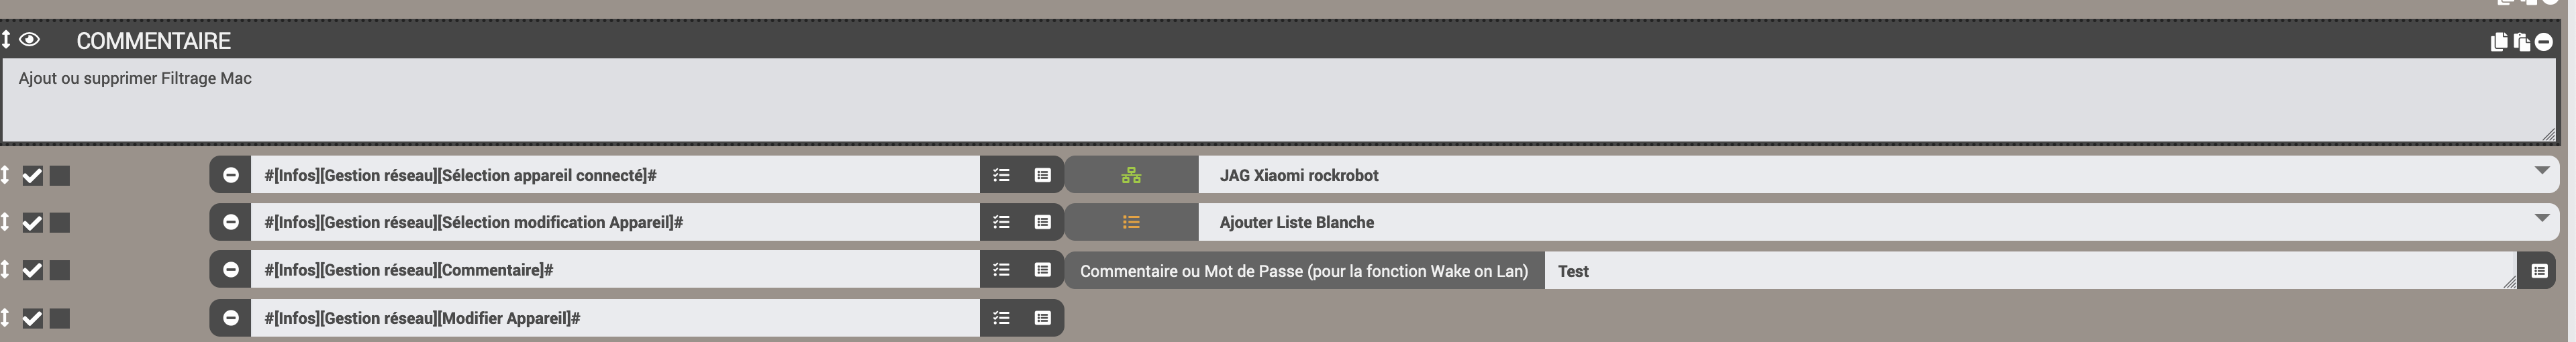 COMMENTAIRE
Ajout ou supprimer Filtrage Mac
#[Infos][Gestion réseau][Sélection appareil connecté]# JAG Xiaomi rockrobot
#[Infos][Gestion réseau][Sélection modification Appareil]# Ajouter Liste Blanche
#[Infos][Gestion réseau][Commentaire]# Commentaire ou Mot de Passe (pour la fonction Wake on Lan) Test
#[Infos][Gestion réseau][Modifier Appareil]#